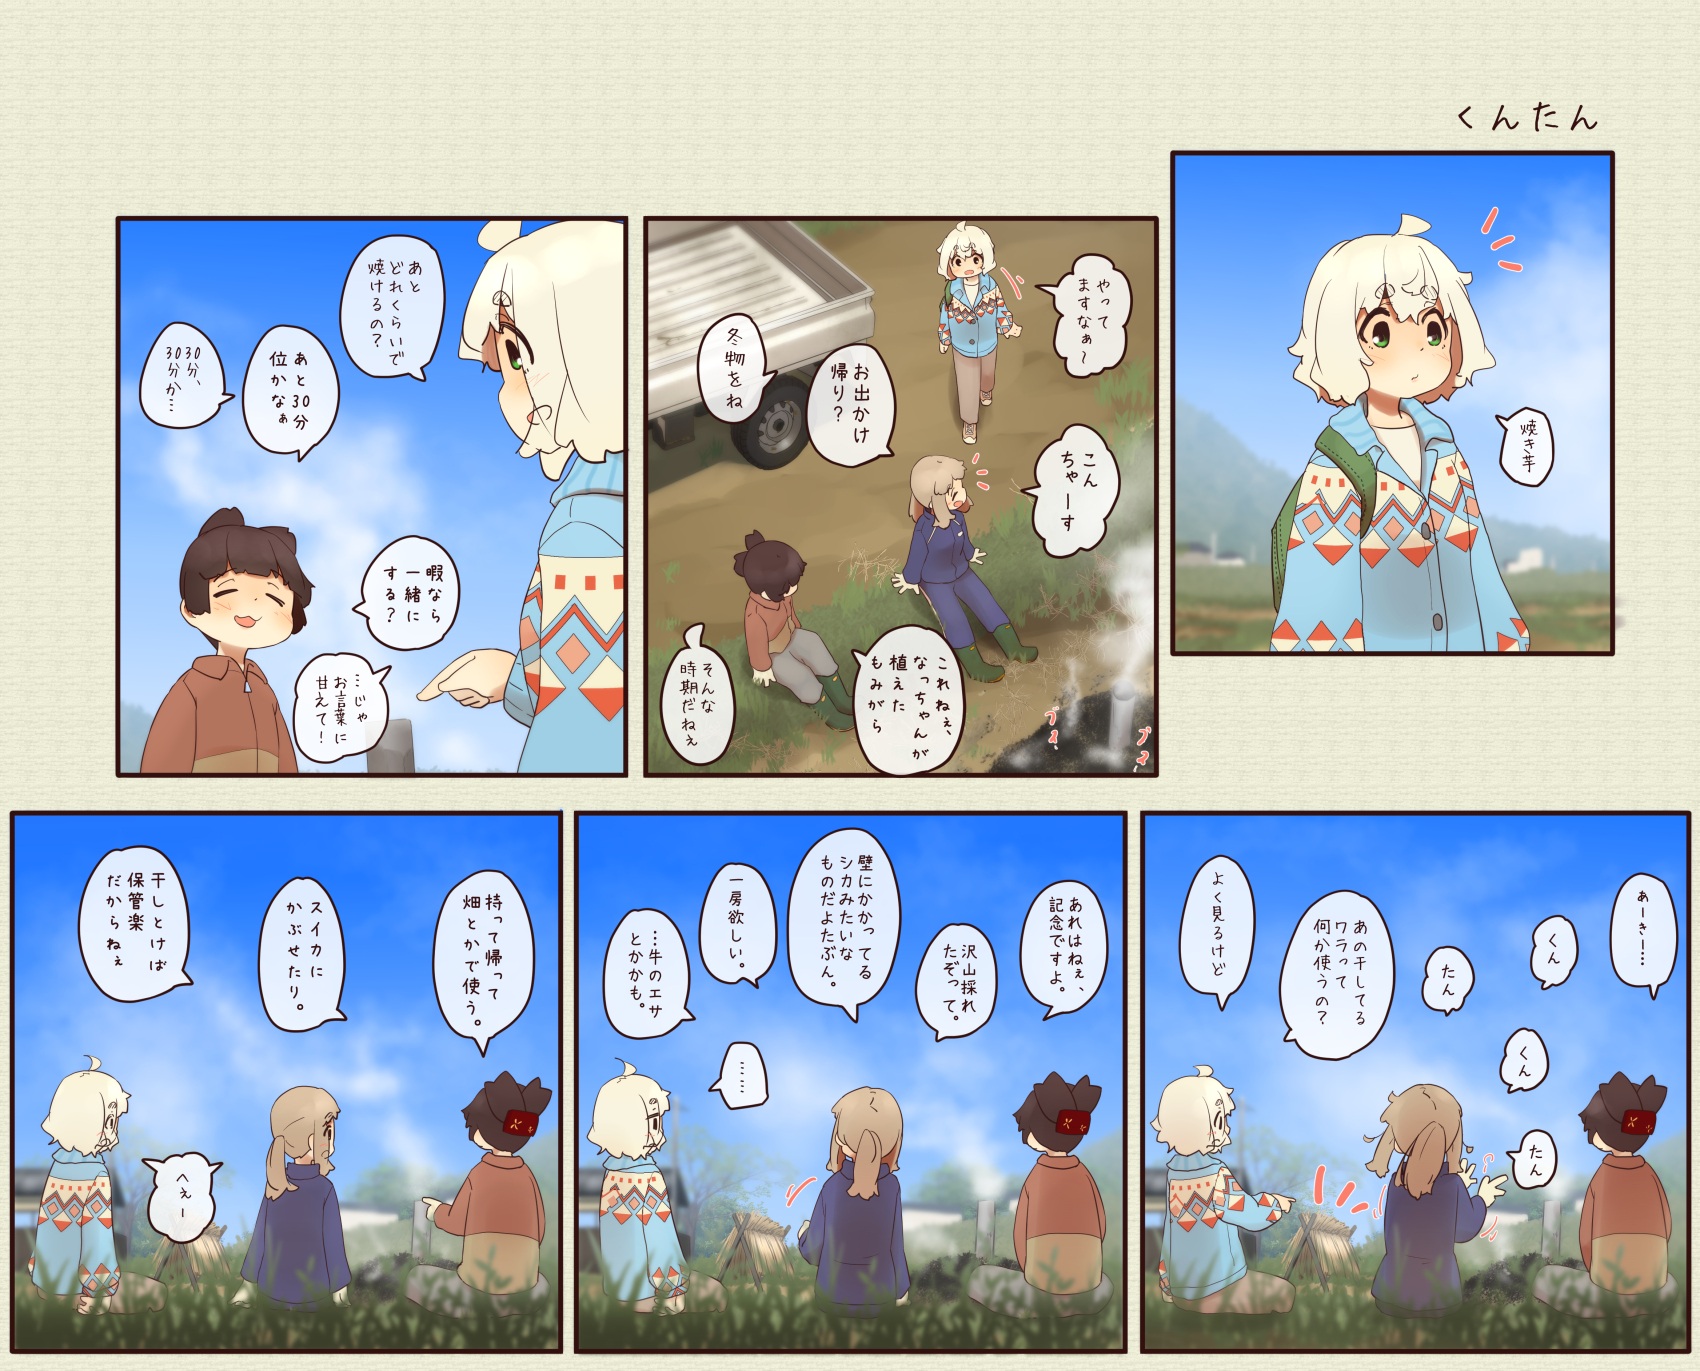 くんたん
焼き芋
やって
ますなぁ～
こん
ちゃーす
お出かけ
帰り？
冬物を
ね
これねぇ、
なっちゃんが
植えた
もみがら
そんな
時期だねぇ
ブス
ブス
あと
どれくらいで
焼けるの？
あと30分
位かなぁ
30分、
30分か…
暇なら
一緒に
する？
…じゃ
お言葉に
甘えて！
あーきー…
くん
たん
くん
たん
あの干してる
ワラって
何か使うの？
よく見るけど
あれはねぇ、
記念ですよ。
沢山採れ
たぞって。
壁にかかってる
シカみたいな
ものだよたぶん。
一房欲しい。
…牛のエサ
とかかも。
……
持って帰って
畑とかで使う。
スイカに
かぶせたり。
干しとけば
保管楽
だからねぇ
へぇー